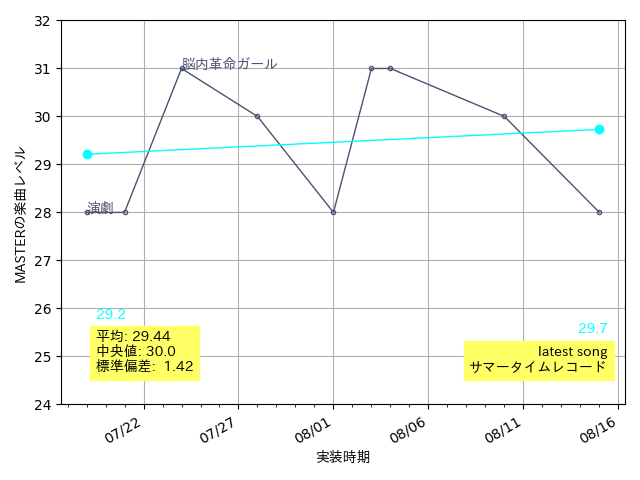 32
31
30
29
28
27
26
25
24
MASTERの楽曲レベル
脳内革命ガール
演劇
29.2
平均: 29.44
中央値: 30.0
標準偏差: 1.42
29.7
latest song
サマータイムレコード
07/22
07/27
08/01
08/06
08/11
08/16
実装時期